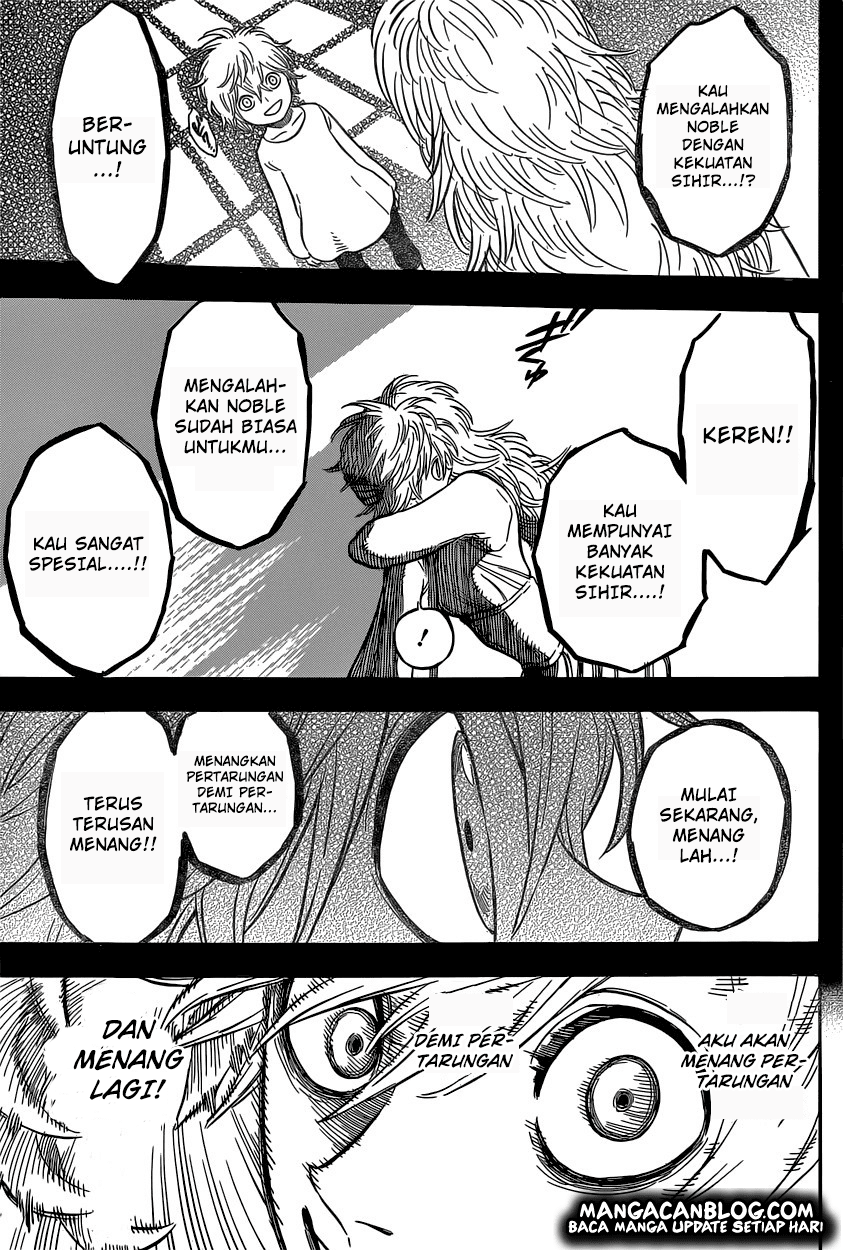 KAU
MENGALAHKAN
NOBLE
DENGAN
KEKUATAN
SIHIR...!?
BER-
UNTUNG
...!
KEREN!!
KAU
MEMPUNYAI
BANYAK
KEKUATAN
SIHIR....!
!
MENGALAH-
KAN NOBLE
SUDAH BIASA
UNTUKMU...
KAU SANGAT
SPESIAL....!!
MULAI
SEKARANG,
MENANG
LAH...!
MENANGKAN
PERTARUNGAN
DEMI PER-
TARUNGAN...
TERUS
TERUSAN
MENANG!!
AKU AKAN
MENANG PER-
TARUNGAN
DEMI PER-
TARUNGAN
DAN
MENANG
LAGI!
MANGACANBLOG.COM
BACA MANGA UPDATE SETIAP HARI